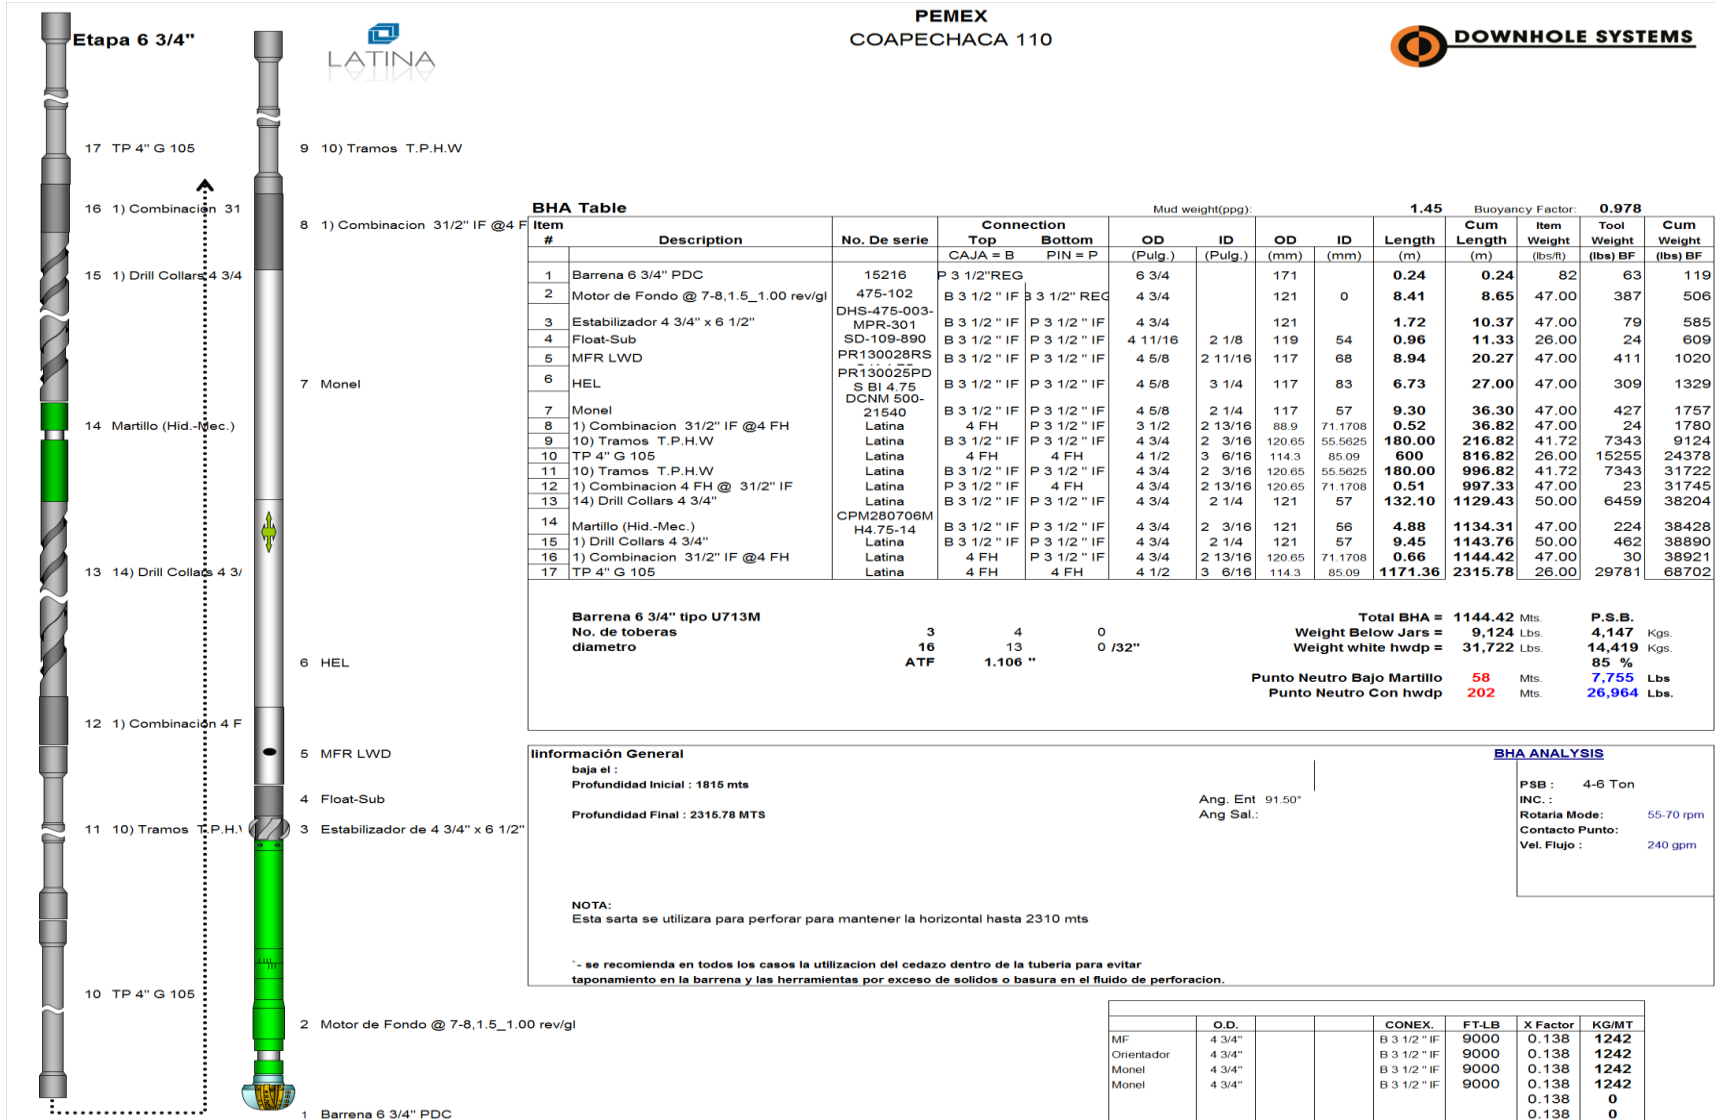 PEMEX
COAPECHACA 110
Etapa 6 3/4"
LATINA
DOWNHOLE SYSTEMS
17 TP 4" G 105
16 1) Combinacion 31
15 1) Drill Collars 4 3/4
14 Martillo (Hid.-Mec.)
13 14) Drill Collars 4 3/
12 1) Combinación 4 F
11 10) Tramos T.P.H.
10 TP 4" G 105
9 10) Tramos T.P.H.W
8 1) Combinacion 31/2" IF @4 F
7 Monel
6 HEL
5 MFR LWD
4 Float-Sub
3 Estabilizador de 4 3/4" x 6 1/2"
2 Motor de Fondo @ 7-8,1.5_1.00 rev/gl
1 Barrena 6 3/4" PDC
BHA Table Mud weight(ppg): 1.45 Buoyancy Factor: 0.978
Item Connection Cum Item Tool Cum
# Description No. De serie Top Bottom OD ID OD ID Length Length Weight Weight Weight
CAJA = B PIN = P (Pulg.) (Pulg.) (mm) (mm) (m) (m) (lbs/ft) (lbs) BF (lbs) BF
1 Barrena 6 3/4" PDC 15216 P 3 1/2"REG 6 3/4 171 0.24 0.24 82 63 119
2 Motor de Fondo @ 7-8,1.5_1.00 rev/gl 475-102 B 3 1/2 " IF B 3 1/2" REG 4 3/4 121 0 8.41 8.65 47.00 387 506
3 Estabilizador 4 3/4" x 6 1/2" DHS-475-003-MPR-301 B 3 1/2 " IF P 3 1/2 " IF 4 3/4 121 1.72 10.37 47.00 79 585
4 Float-Sub SD-109-890 B 3 1/2 " IF P 3 1/2 " IF 4 11/16 2 1/8 119 54 0.96 11.33 26.00 24 609
5 MFR LWD PR130028RS B 3 1/2 " IF P 3 1/2 " IF 4 5/8 2 11/16 117 68 8.94 20.27 47.00 411 1020
6 HEL PR130025PD S BI 4.75 B 3 1/2 " IF P 3 1/2 " IF 4 5/8 3 1/4 117 83 6.73 27.00 47.00 309 1329
7 Monel DCNM 500-21540 B 3 1/2 " IF P 3 1/2 " IF 4 5/8 2 1/4 117 57 9.30 36.30 47.00 427 1757
8 1) Combinacion 31/2" IF @4 FH Latina 4 FH P 3 1/2 " IF 3 1/2 2 13/16 88.9 71.1708 0.52 36.82 47.00 24 1780
9 10) Tramos T.P.H.W Latina B 3 1/2 " IF P 3 1/2 " IF 4 3/4 2 3/16 120.65 55.5625 180.00 216.82 41.72 7343 9124
10 TP 4" G 105 Latina 4 FH 4 FH 4 1/2 3 6/16 114.3 85.09 600 816.82 26.00 15255 24378
11 10) Tramos T.P.H.W Latina B 3 1/2 " IF P 3 1/2 " IF 4 3/4 2 3/16 120.65 55.5625 180.00 996.82 41.72 7343 31722
12 1) Combinacion 4 FH @ 31/2" IF Latina P 3 1/2 " IF 4 FH 4 3/4 2 13/16 120.65 71.1708 0.51 997.33 47.00 23 31745
13 14) Drill Collars 4 3/4" Latina B 3 1/2 " IF P 3 1/2 " IF 4 3/4 2 1/4 121 57 132.10 1129.43 50.00 6459 38204
14 Martillo (Hid.-Mec.) CPM280706M H4.75-14 B 3 1/2 " IF P 3 1/2 " IF 4 3/4 2 3/16 121 56 4.88 1134.31 47.00 224 38428
15 1) Drill Collars 4 3/4" Latina B 3 1/2 " IF P 3 1/2 " IF 4 3/4 2 1/4 121 57 9.45 1143.76 50.00 462 38890
16 1) Combinacion 31/2" IF @4 FH Latina 4 FH P 3 1/2 " IF 4 3/4 2 13/16 120.65 71.1708 0.66 1144.42 47.00 30 38921
17 TP 4" G 105 Latina 4 FH 4 FH 4 1/2 3 6/16 114.3 85.09 1171.36 2315.78 26.00 29781 68702
Barrena 6 3/4" tipo U713M Total BHA = 1144.42 Mts. P.S.B.
No. de toberas 3 4 0 Weight Below Jars = 9,124 Lbs. 4,147 Kgs.
diametro 16 13 0 /32" Weight white hwdp = 31,722 Lbs. 14,419 Kgs.
ATF 1.106 " 85 %
Punto Neutro Bajo Martillo 58 Mts. 7,755 Lbs
Punto Neutro Con hwdp 202 Mts. 26,964 Lbs.
Iinformación General BHA ANALYSIS
baja el :
Profundidad Inicial : 1815 mts PSB : 4-6 Ton
Ang. Ent 91.50° INC. :
Profundidad Final : 2315.78 MTS Ang Sal.: Rotaria Mode: 55-70 rpm
Contacto Punto:
Vel. Flujo : 240 gpm
NOTA:
Esta sarta se utilizara para perforar para mantener la horizontal hasta 2310 mts
`- se recomienda en todos los casos la utilizacion del cedazo dentro de la tuberia para evitar
taponamiento en la barrena y las herramientas por exceso de solidos o basura en el fluido de perforacion.
O.D. CONEX. FT-LB X Factor KG/MT
MF 4 3/4" B 3 1/2 " IF 9000 0.138 1242
Orientador 4 3/4" B 3 1/2 " IF 9000 0.138 1242
Monel 4 3/4" B 3 1/2 " IF 9000 0.138 1242
Monel 4 3/4" B 3 1/2 " IF 9000 0.138 1242
0.138 0
0.138 0